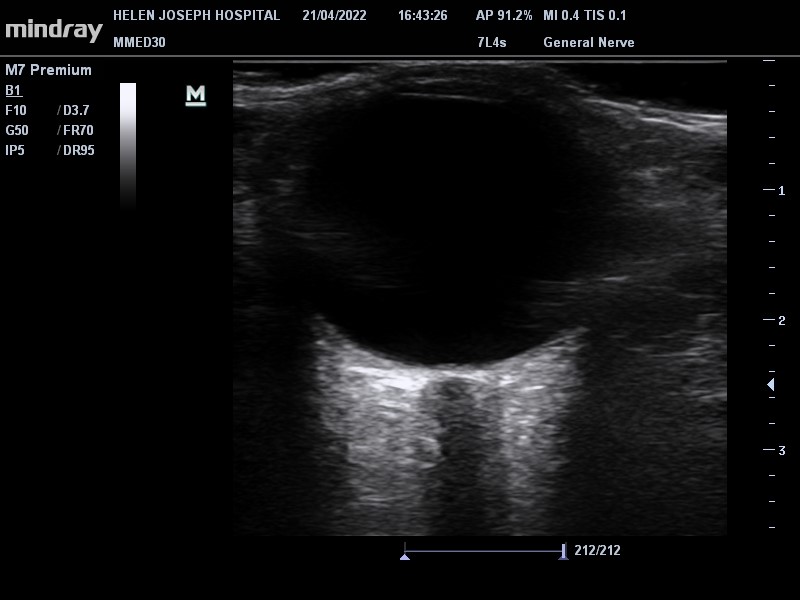 mindray HELEN JOSEPH HOSPITAL 21/04/2022 16:43:26 AP 91.2% MI 0.4 TIS 0.1
MMED30 7L4s General Nerve
M7 Premium
B1
F10 / D3.7
G50 / FR70
IP5 / DR95
M
1
2
3
212/212